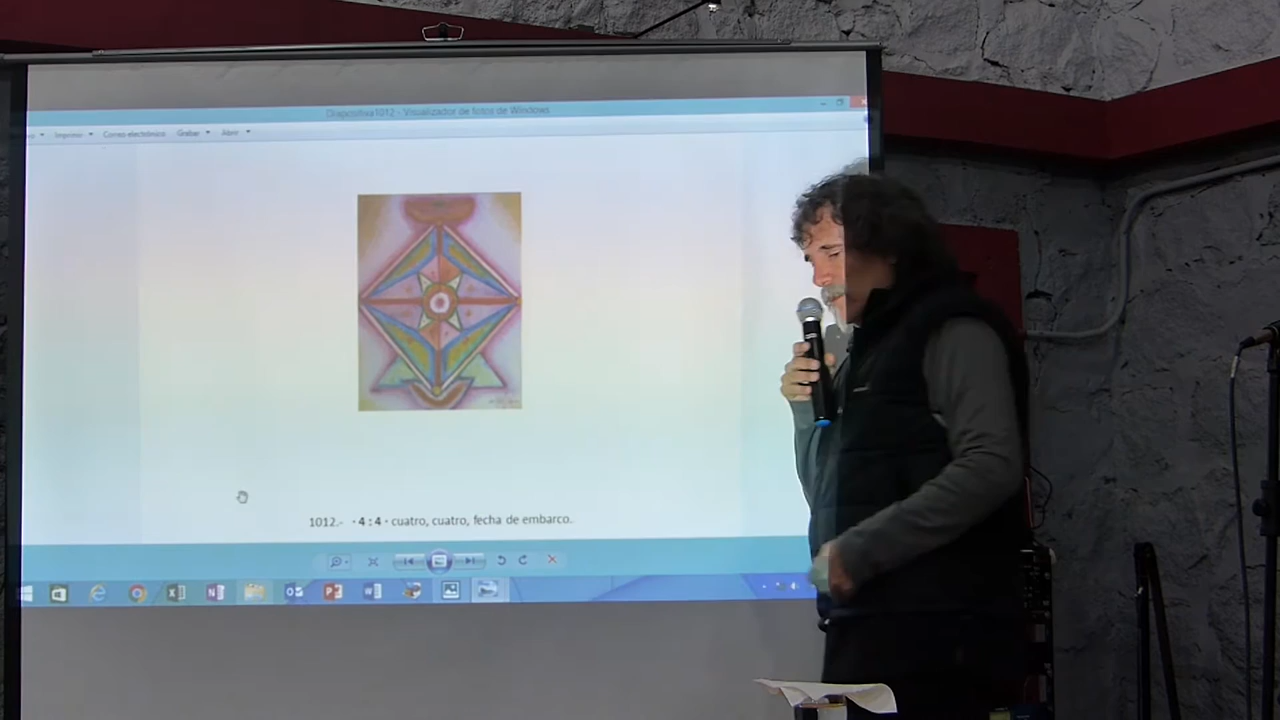 Diapositiva1012 - Visualizador de fotos de Windows
Imprimir Correo electrónico Grabar Abrir
1012.- · 4 : 4 · cuatro, cuatro, fecha de embarco.